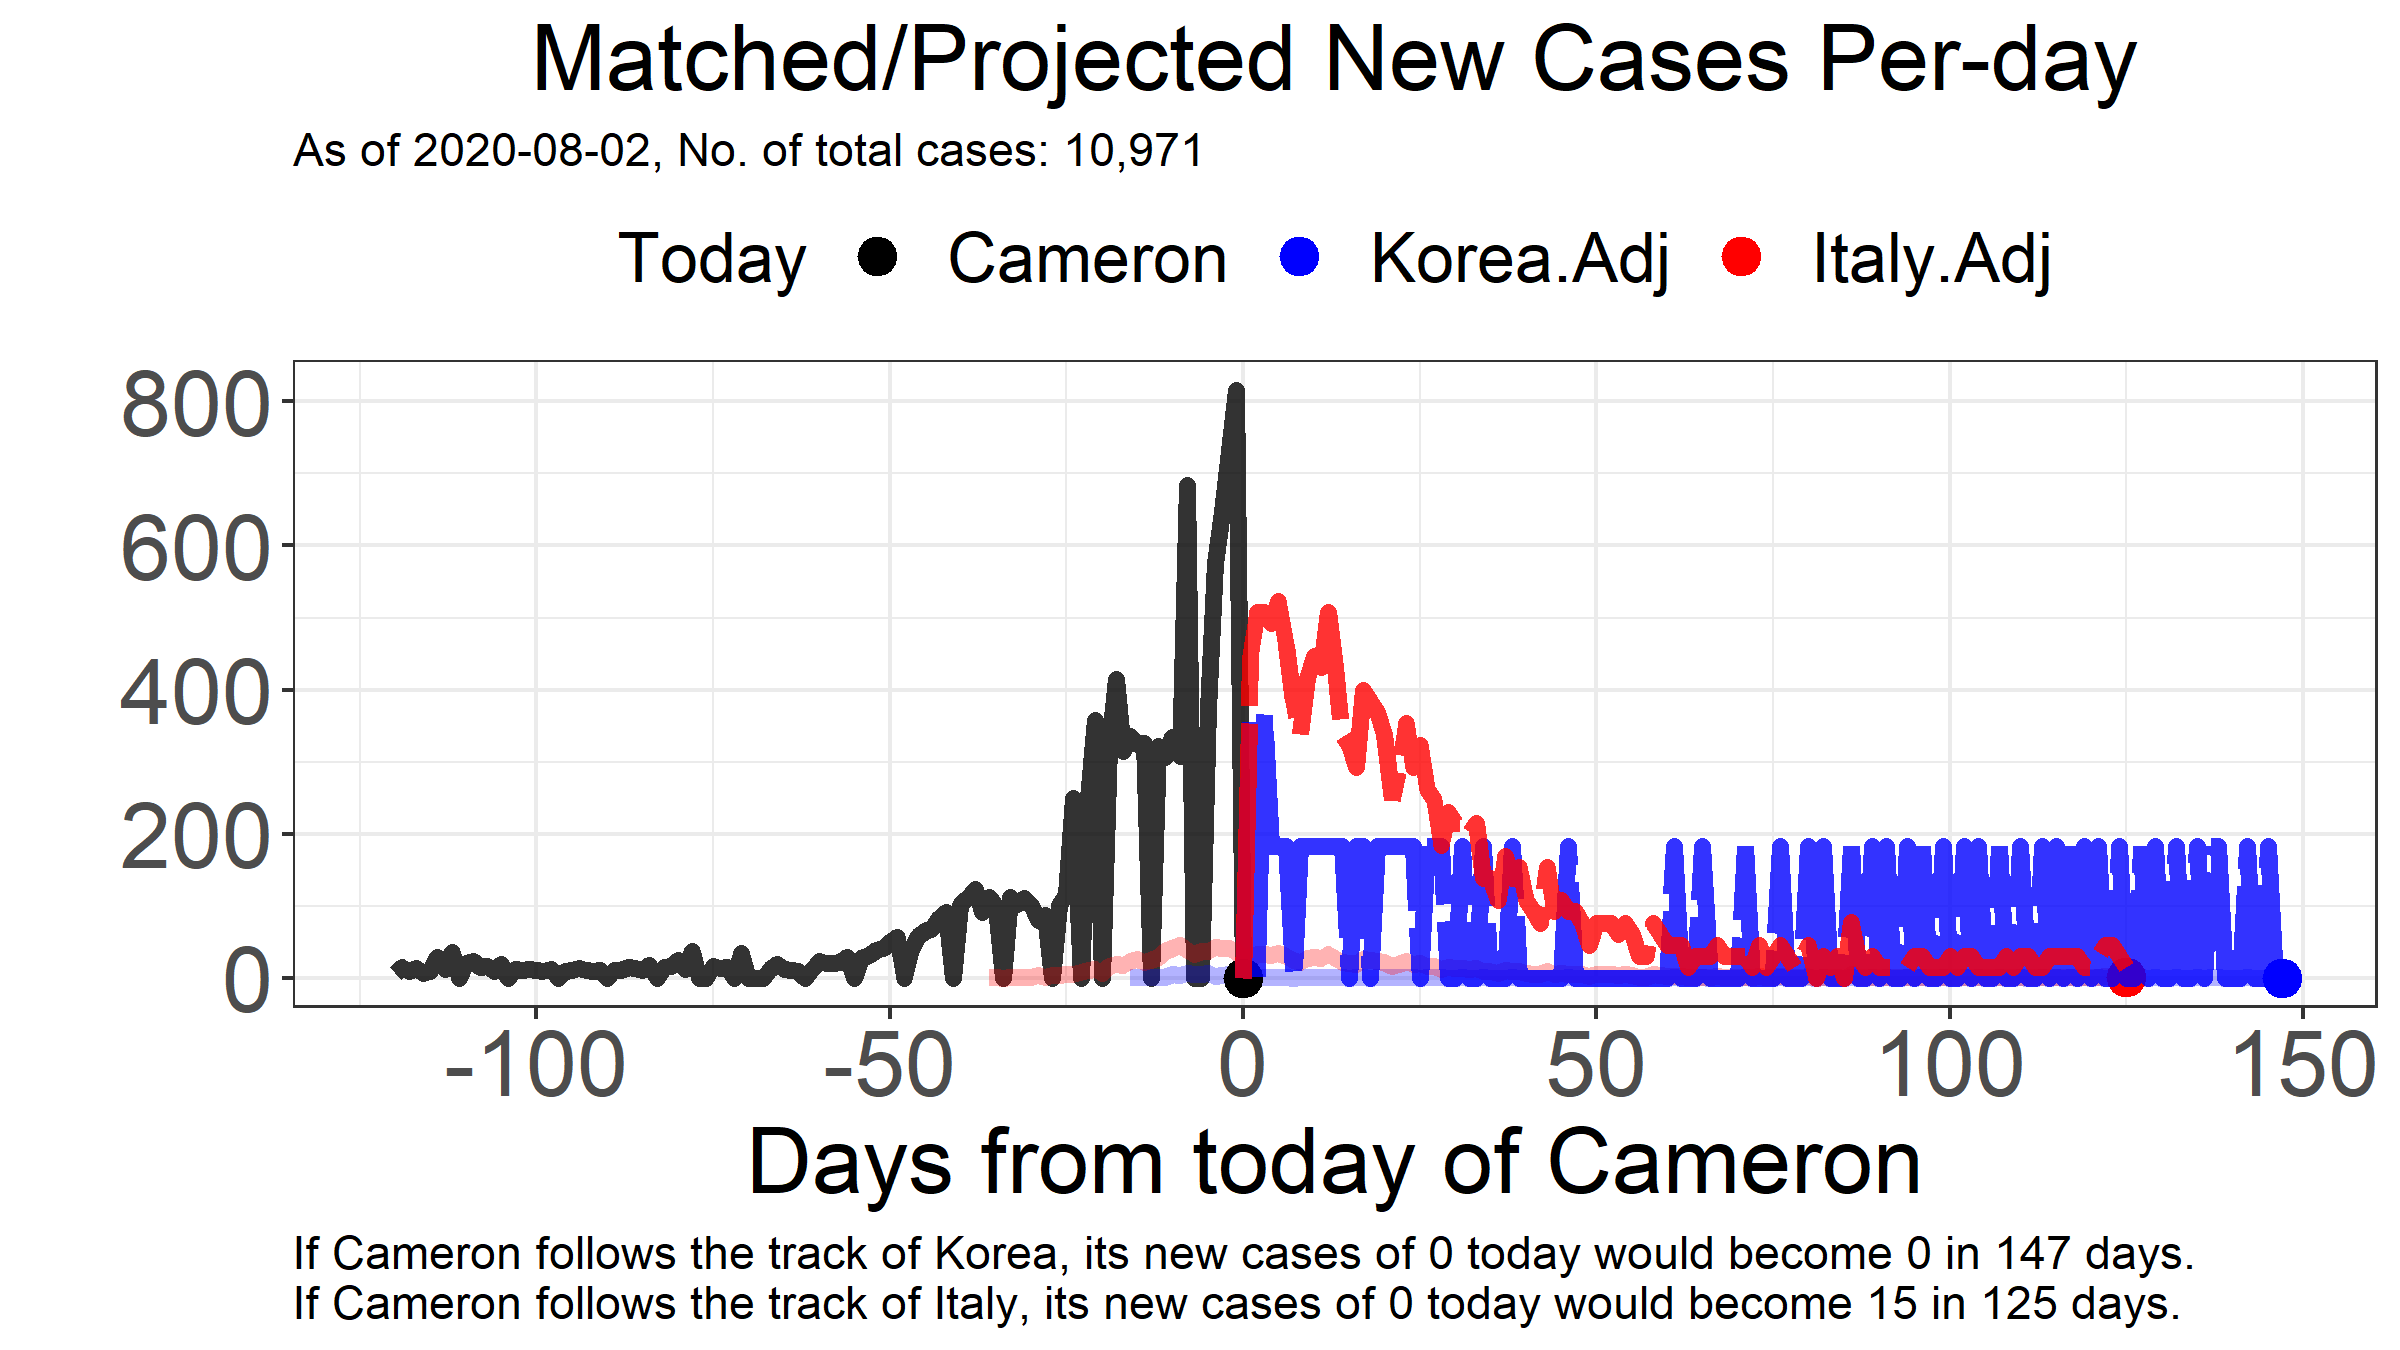 Matched/Projected New Cases Per-day
As of 2020-08-02, No. of total cases: 10,971
Today Cameron Korea.Adj Italy.Adj
800
600
400
200
0
-100 -50 0 50 100 150
Days from today of Cameron
If Cameron follows the track of Korea, its new cases of 0 today would become 0 in 147 days.
If Cameron follows the track of Italy, its new cases of 0 today would become 15 in 125 days.